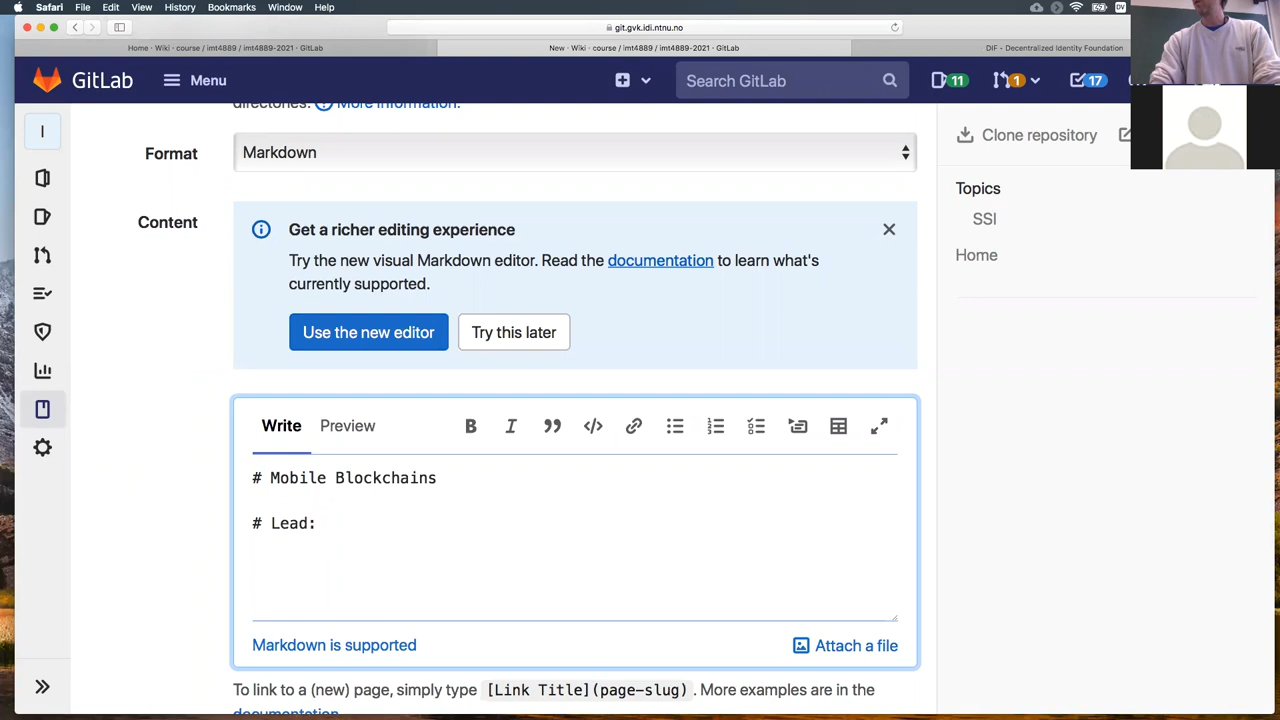 Safari File Edit View History Bookmarks Window Help
DV
git.gvk.idi.ntnu.no
Home · Wiki · course / imt4889 / imt4889-2021 · GitLab
New · Wiki · course / imt4889 / imt4889-2021 · GitLab
DIF - Decentralized Identity Foundation
GitLab
Menu
Search GitLab
11
1
17
I
directories. More information.
Clone repository
Format
Markdown
Topics
SSI
Home
Content
Get a richer editing experience
Try the new visual Markdown editor. Read the documentation to learn what's
currently supported.
Use the new editor
Try this later
Write
Preview
# Mobile Blockchains
# Lead:
Markdown is supported
Attach a file
To link to a (new) page, simply type [Link Title](page-slug). More examples are in the
documentation.